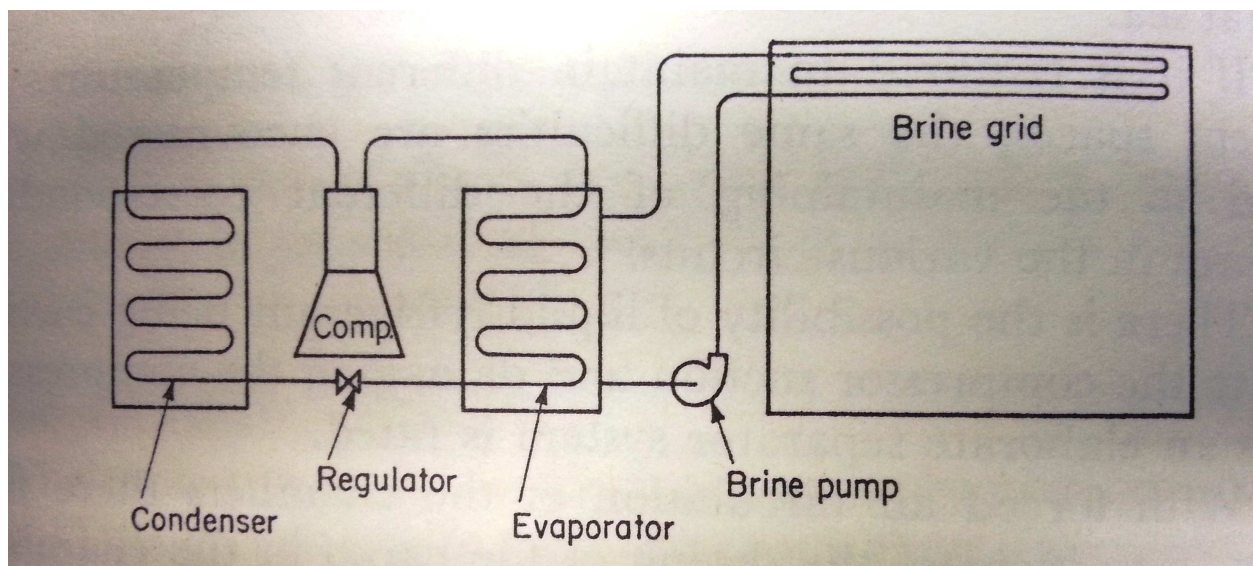 Brine grid
Comp.
Regulator
Brine pump
Condenser
Evaporator